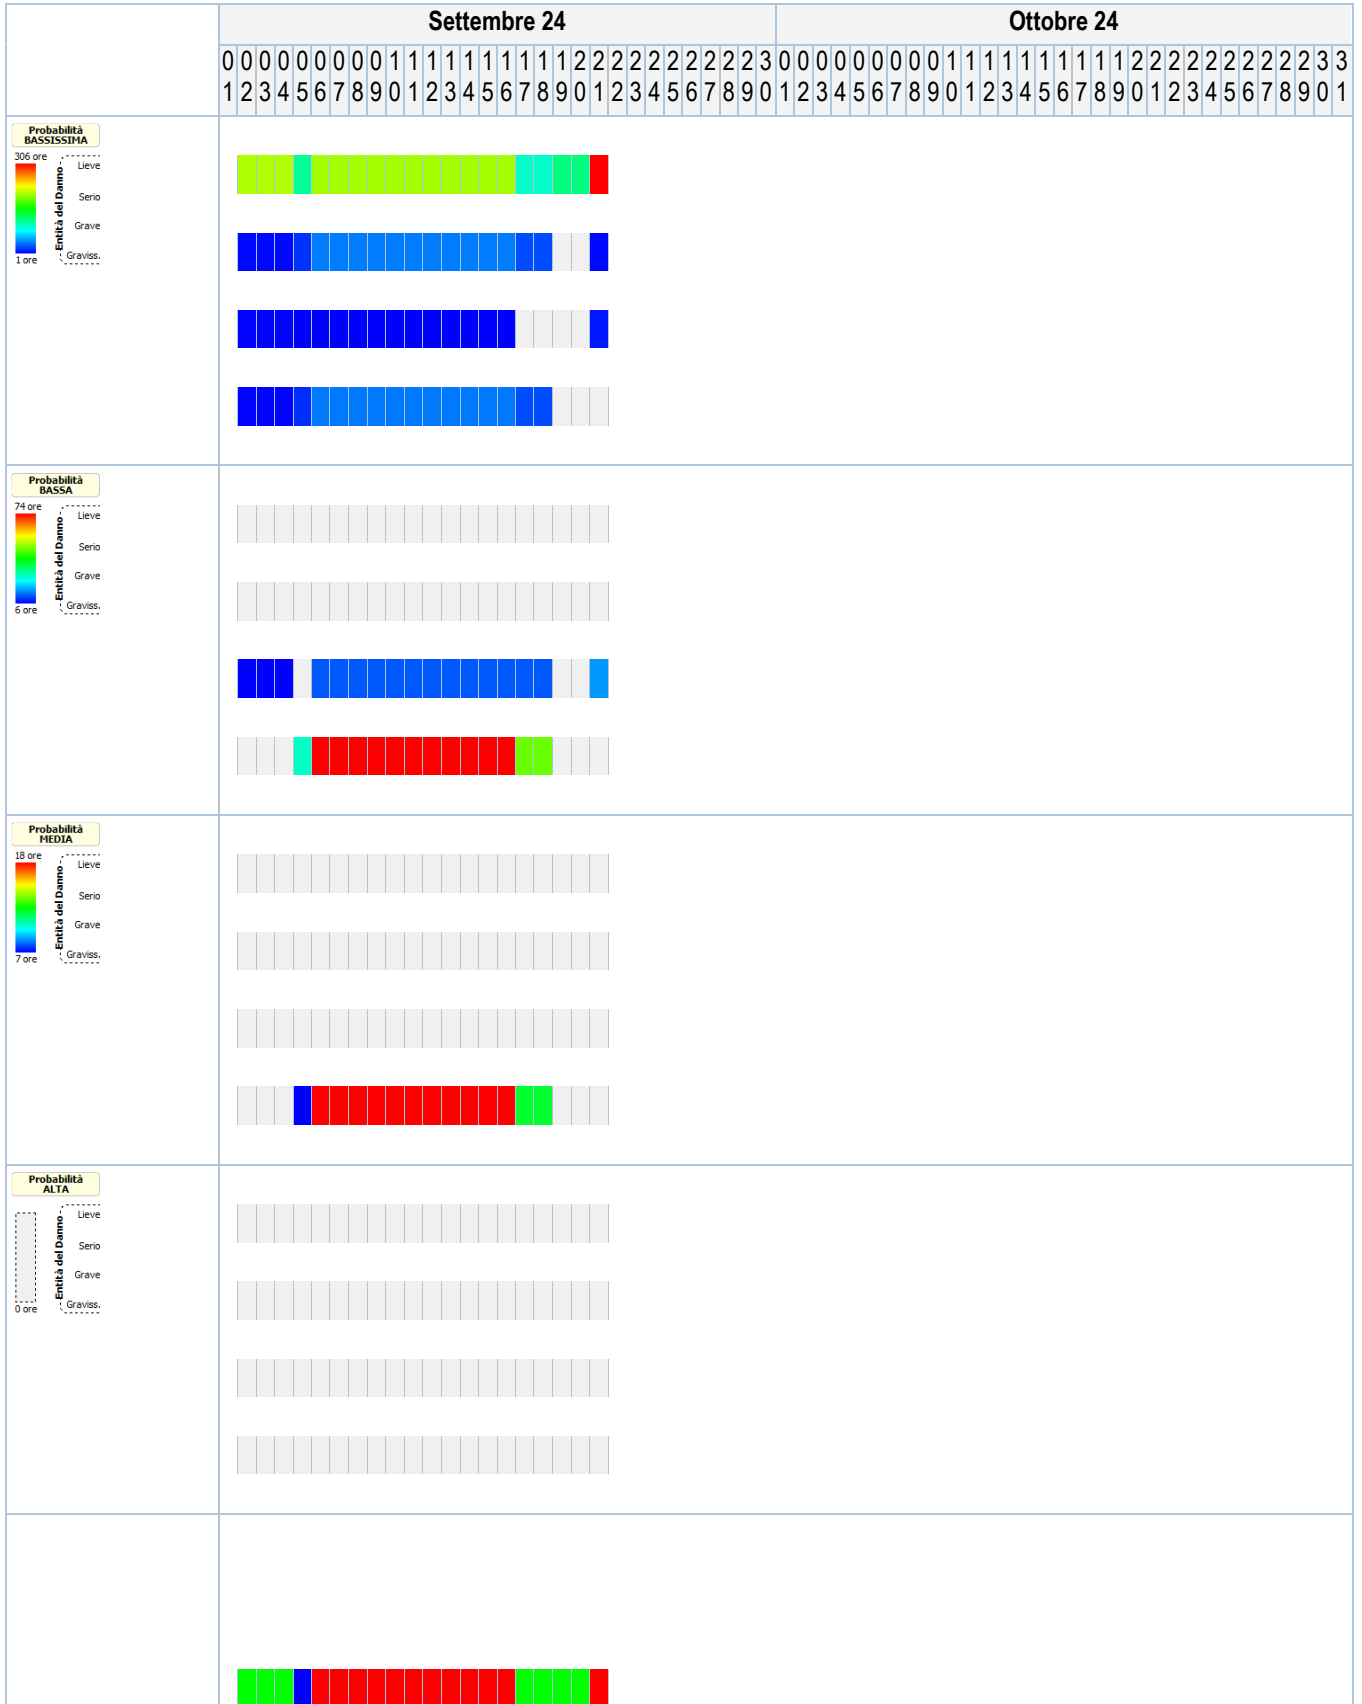 Settembre 24 Ottobre 24
0 0 0 0 0 0 0 0 0 1 1 1 1 1 1 1 1 1 1 2 2 2 2 2 2 2 2 2 2 3 0 0 0 0 0 0 0 0 0 1 1 1 1 1 1 1 1 1 1 2 2 2 2 2 2 2 2 2 2 3 3
1 2 3 4 5 6 7 8 9 0 1 2 3 4 5 6 7 8 9 0 1 2 3 4 5 6 7 8 9 0 1 2 3 4 5 6 7 8 9 0 1 2 3 4 5 6 7 8 9 0 1 2 3 4 5 6 7 8 9 0 1
Probabilità
BASSISSIMA
306 ore
1 ore
Entità del Danno
Lieve
Serio
Grave
Graviss.
Probabilità
BASSA
74 ore
6 ore
Entità del Danno
Lieve
Serio
Grave
Graviss.
Probabilità
MEDIA
18 ore
7 ore
Entità del Danno
Lieve
Serio
Grave
Graviss.
Probabilità
ALTA
0 ore
Entità del Danno
Lieve
Serio
Grave
Graviss.